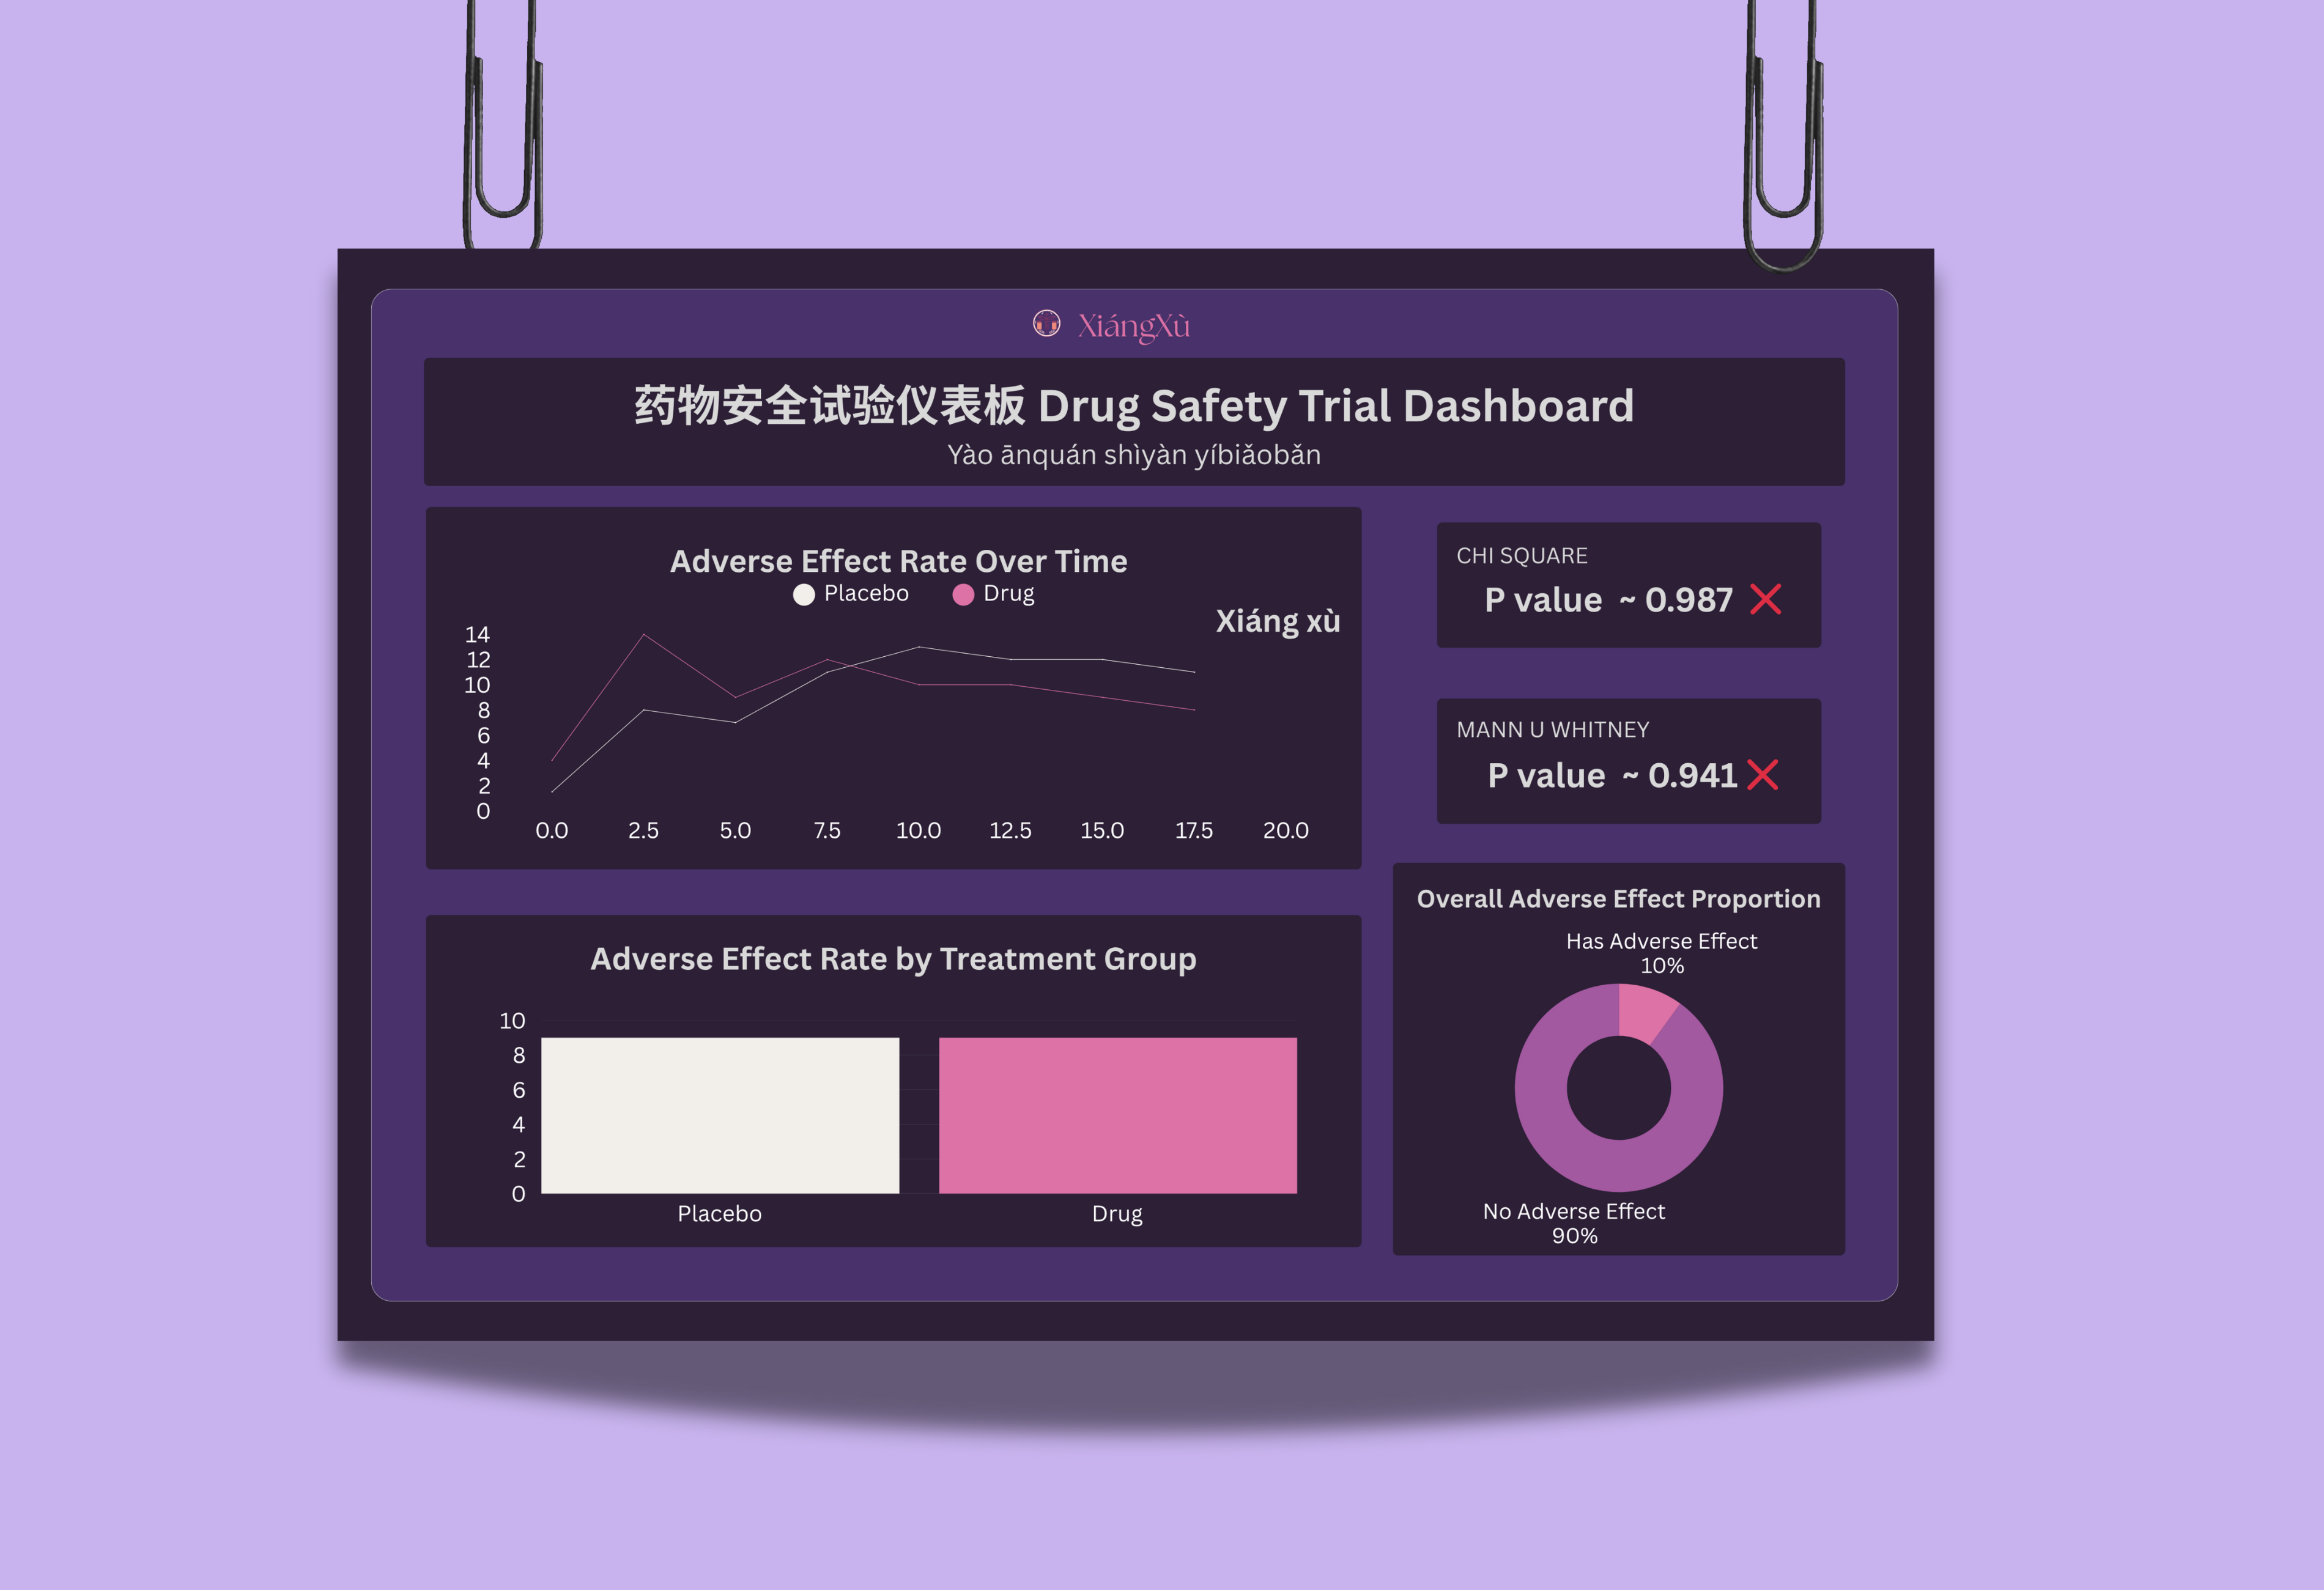 XiángXù
药物安全试验仪表板 Drug Safety Trial Dashboard
Yào ānquán shìyàn yíbiǎobǎn
Adverse Effect Rate Over Time
Placebo Drug
Xiáng xù
14
12
10
8
6
4
2
0
0.0 2.5 5.0 7.5 10.0 12.5 15.0 17.5 20.0
CHI SQUARE
P value ~ 0.987
MANN U WHITNEY
P value ~ 0.941
Adverse Effect Rate by Treatment Group
10
8
6
4
2
0
Placebo Drug
Overall Adverse Effect Proportion
Has Adverse Effect
10%
No Adverse Effect
90%